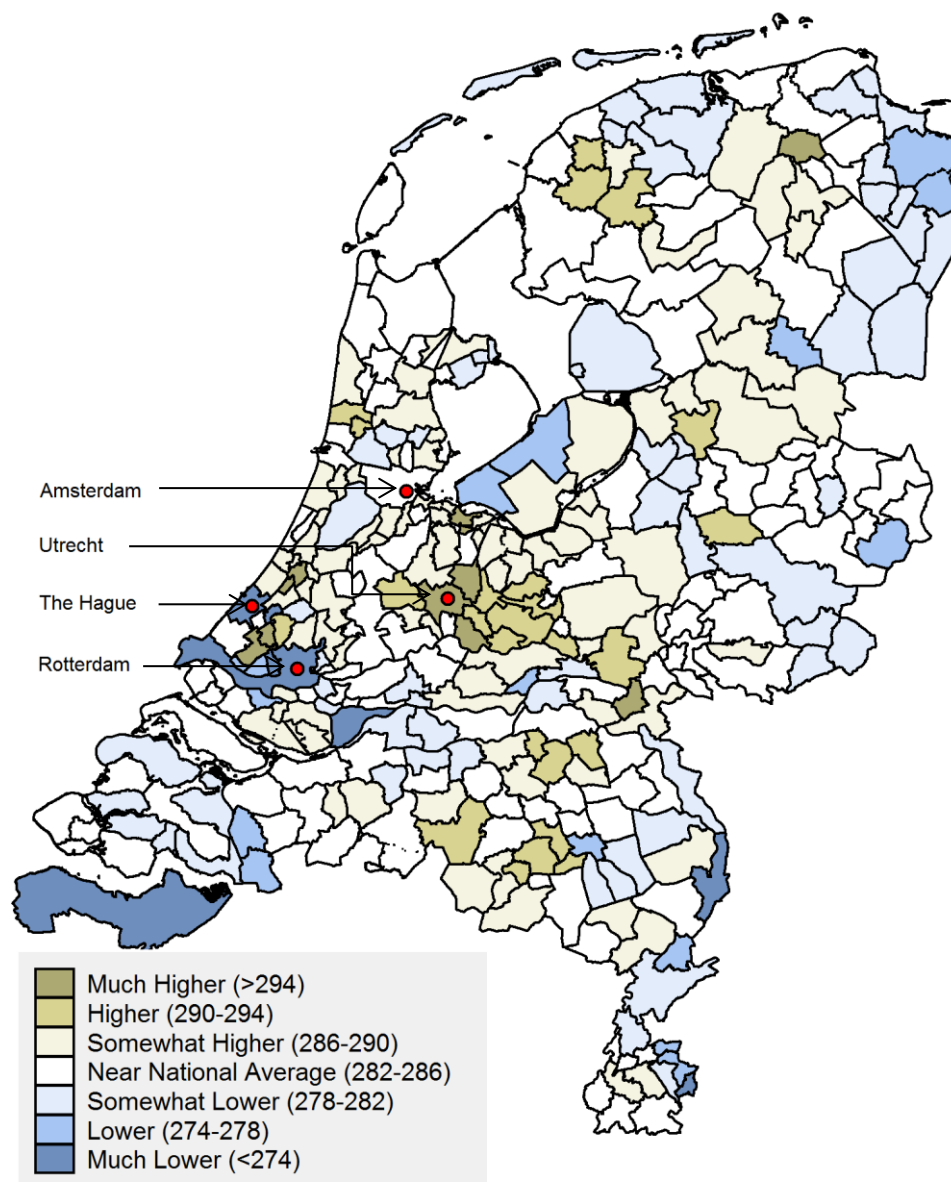 Amsterdam
Utrecht
The Hague
Rotterdam
Much Higher (>294)
Higher (290-294)
Somewhat Higher (286-290)
Near National Average (282-286)
Somewhat Lower (278-282)
Lower (274-278)
Much Lower (<274)